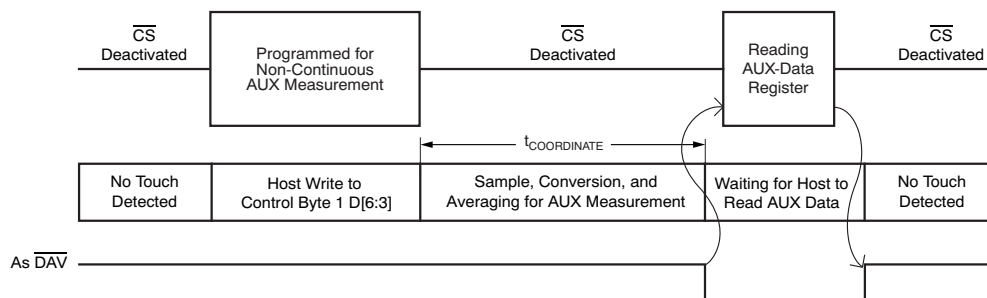 CS
Deactivated
Programmed for
Non-Continuous
AUX Measurement
CS
Deactivated
Reading
AUX-Data
Register
CS
Deactivated
tCOORDINATE
No Touch
Detected
Host Write to
Control Byte 1 D[6:3]
Sample, Conversion, and
Averaging for AUX Measurement
Waiting for Host to
Read AUX Data
No Touch
Detected
As DAV